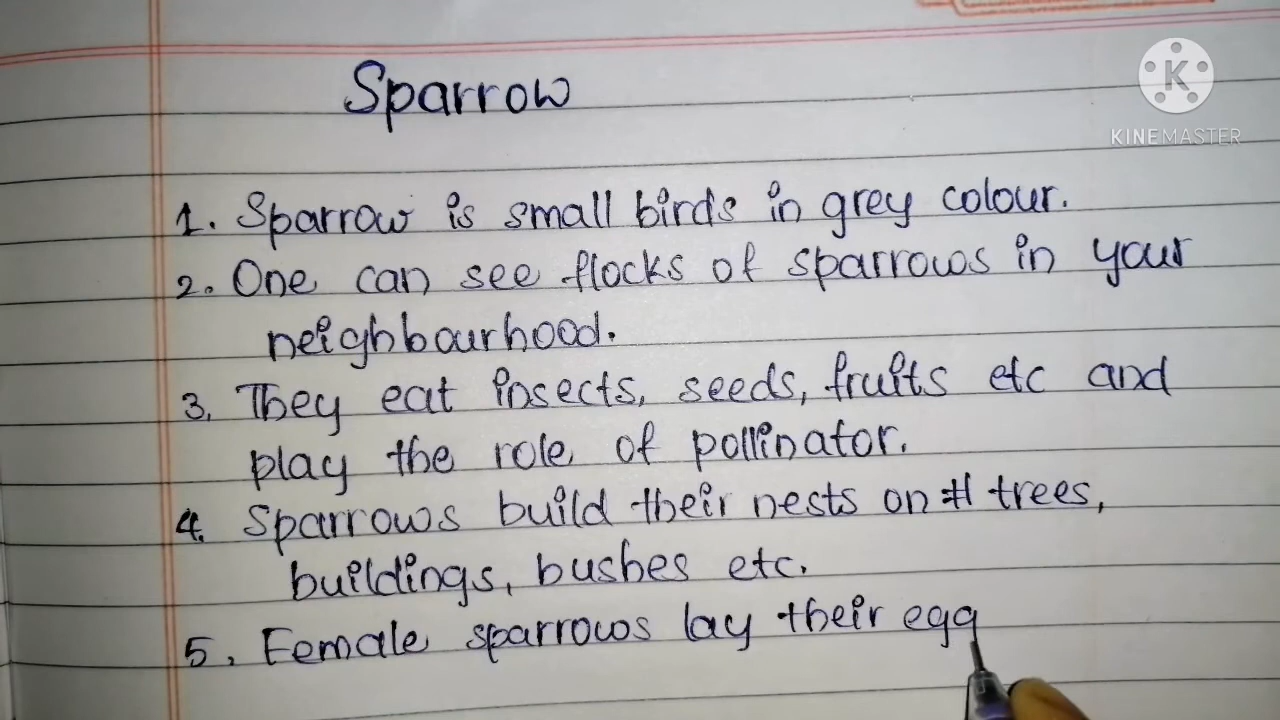 Sparrow
K
KINEMASTER
1. Sparrow is small birds in grey colour.
2. One can see flocks of sparrows in your
neighbourhood.
3. They eat insects, seeds, fruits etc and
play the role of pollinator.
4. Sparrows build their nests on trees,
buildings, bushes etc.
5. Female sparrows lay their egg